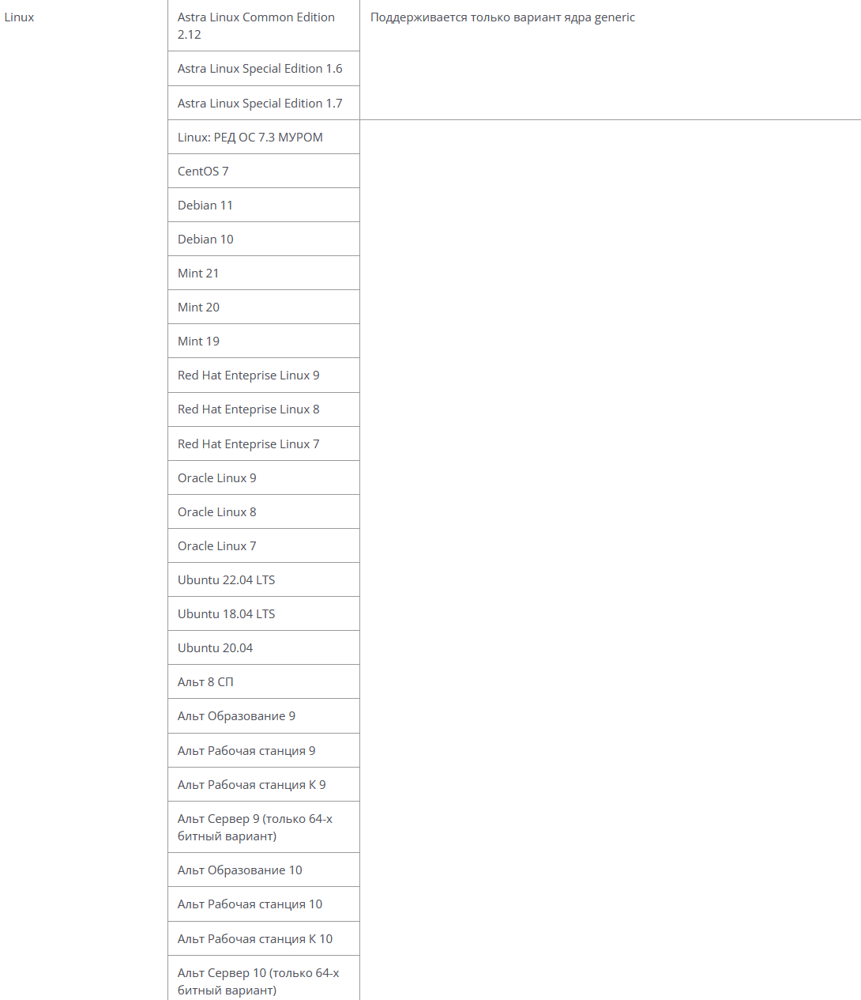 Linux
Astra Linux Common Edition
2.12
Поддерживается только вариант ядра generic
Astra Linux Special Edition 1.6
Astra Linux Special Edition 1.7
Linux: РЕД ОС 7.3 МУРОМ
CentOS 7
Debian 11
Debian 10
Mint 21
Mint 20
Mint 19
Red Hat Enteprise Linux 9
Red Hat Enteprise Linux 8
Red Hat Enteprise Linux 7
Oracle Linux 9
Oracle Linux 8
Oracle Linux 7
Ubuntu 22.04 LTS
Ubuntu 18.04 LTS
Ubuntu 20.04
Альт 8 СП
Альт Образование 9
Альт Рабочая станция 9
Альт Рабочая станция К 9
Альт Сервер 9 (только 64-х
битный вариант)
Альт Образование 10
Альт Рабочая станция 10
Альт Рабочая станция К 10
Альт Сервер 10 (только 64-х
битный вариант)